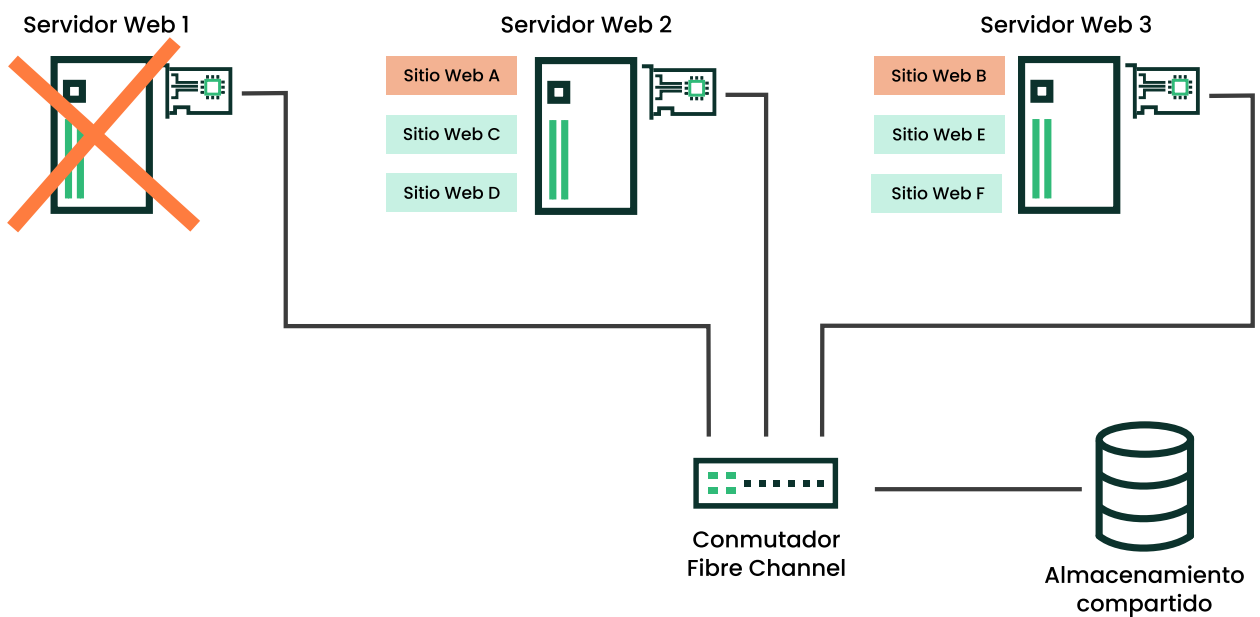 Servidor Web 1
Servidor Web 2
Servidor Web 3
Sitio Web A
Sitio Web C
Sitio Web D
Sitio Web B
Sitio Web E
Sitio Web F
Conmutador
Fibre Channel
Almacenamiento
compartido